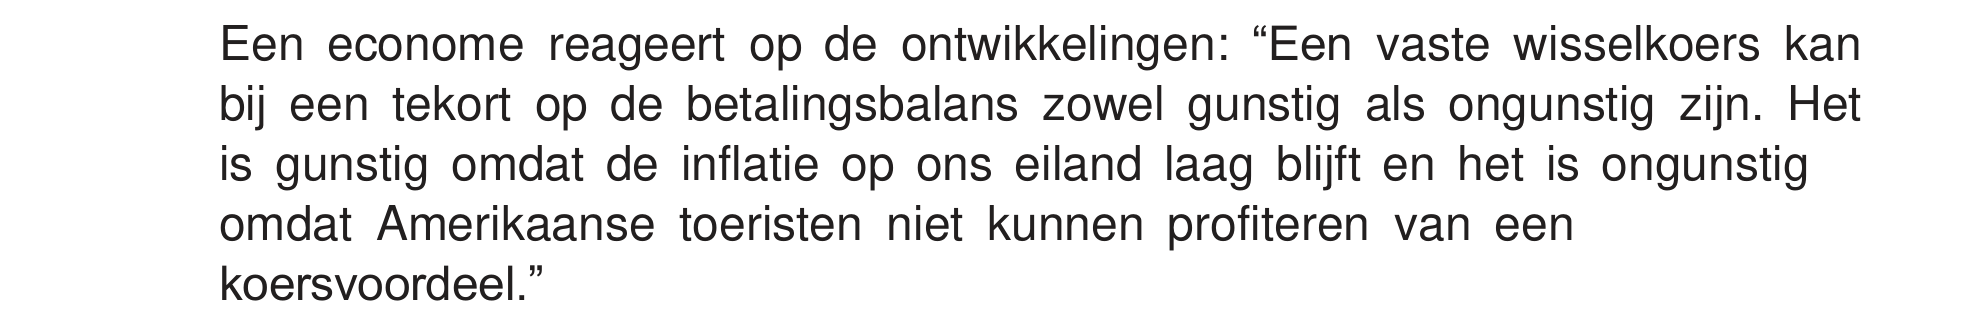 Een econome reageert op de ontwikkelingen: “Een vaste wisselkoers kan
bij een tekort op de betalingsbalans zowel gunstig als ongunstig zijn. Het
is gunstig omdat de inflatie op ons eiland laag blijft en het is ongunstig
omdat Amerikaanse toeristen niet kunnen profiteren van een
koersvoordeel.”